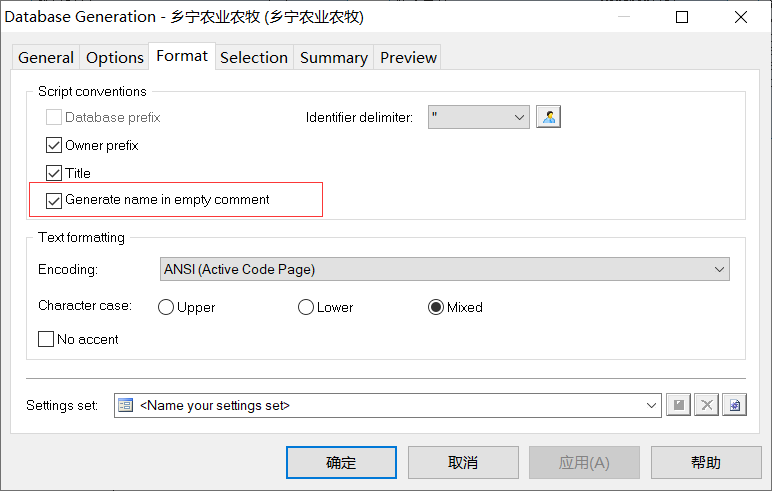 Database Generation - 乡宁农业农牧 (乡宁农业农牧)
General Options Format Selection Summary Preview
Script conventions
Database prefix Identifier delimiter: "
Owner prefix
Title
Generate name in empty comment
Text formatting
Encoding: ANSI (Active Code Page)
Character case: Upper Lower Mixed
No accent
Settings set: <Name your settings set>
确定 取消 应用(A) 帮助